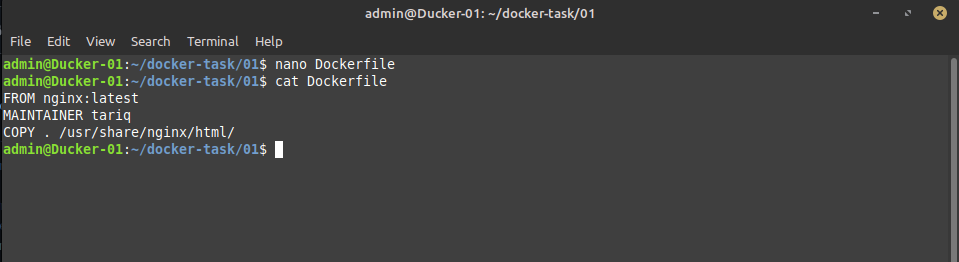 admin@Ducker-01: ~/docker-task/01
File Edit View Search Terminal Help
admin@Ducker-01:~/docker-task/01$ nano Dockerfile
admin@Ducker-01:~/docker-task/01$ cat Dockerfile
FROM nginx:latest
MAINTAINER tariq
COPY . /usr/share/nginx/html/
admin@Ducker-01:~/docker-task/01$